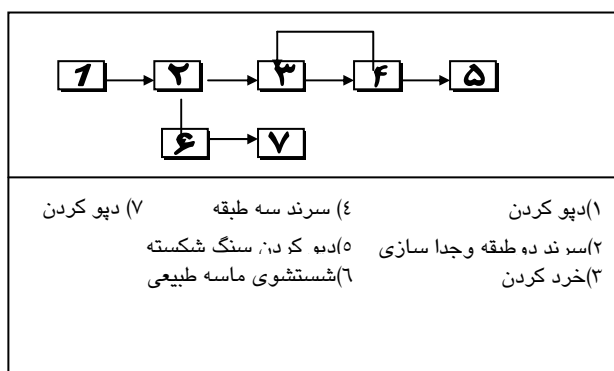 1 ۲ ۳ ۴ ۵
۶ ۷
۱)دپو کردن ٤) سرند سه طبقه ۷) دپو کردن
۲)سرند دو طبقه وجدا سازی ٥)دپو کردن سنگ شکسته
۳)خرد کردن ٦)شستشوی ماسه طبیعی